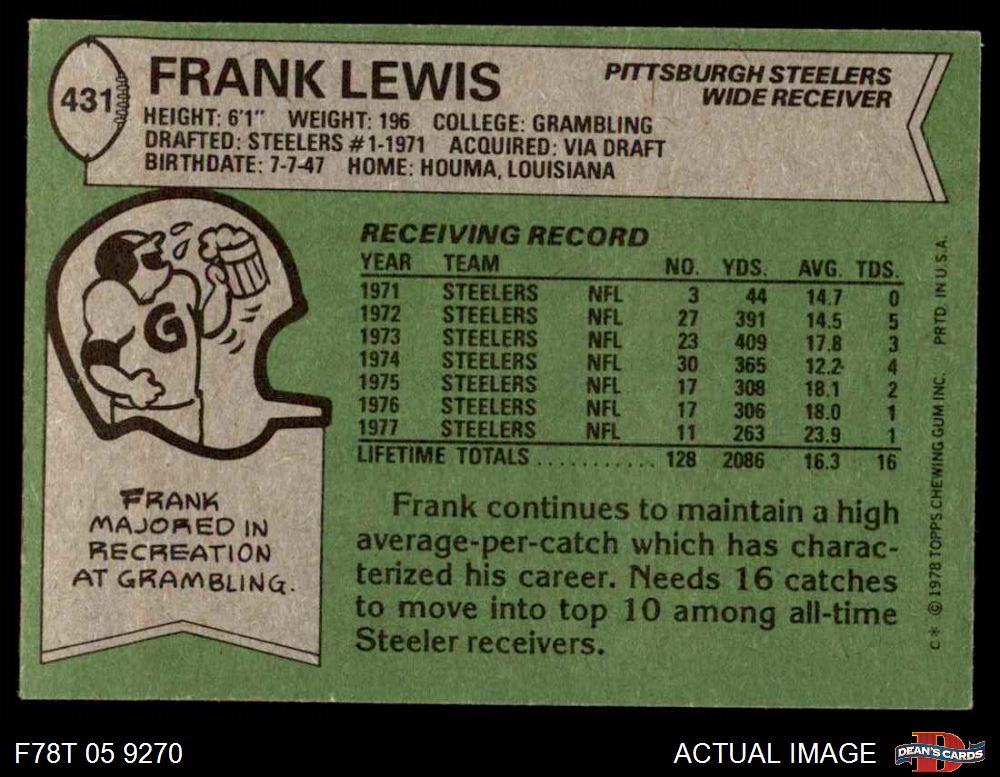 431
FRANK LEWIS
PITTSBURGH STEELERS
WIDE RECEIVER
HEIGHT: 6'1" WEIGHT: 196 COLLEGE: GRAMBLING
DRAFTED: STEELERS #1-1971 ACQUIRED: VIA DRAFT
BIRTHDATE: 7-7-47 HOME: HOUMA, LOUISIANA
G
FRANK
MAJORED IN
RECREATION
AT GRAMBLING.
RECEIVING RECORD
YEAR TEAM NO. YDS. AVG. TDS.
1971 STEELERS NFL 3 44 14.7 0
1972 STEELERS NFL 27 391 14.5 5
1973 STEELERS NFL 23 409 17.8 3
1974 STEELERS NFL 30 365 12.2 4
1975 STEELERS NFL 17 308 18.1 2
1976 STEELERS NFL 17 306 18.0 1
1977 STEELERS NFL 11 263 23.9 1
LIFETIME TOTALS ........... 128 2086 16.3 16
Frank continues to maintain a high
average-per-catch which has charac-
terized his career. Needs 16 catches
to move into top 10 among all-time
Steeler receivers.
C* © 1978 TOPPS CHEWING GUM INC. PRTD. IN U.S.A.
F78T 05 9270
ACTUAL IMAGE
D
DEAN'S CARDS